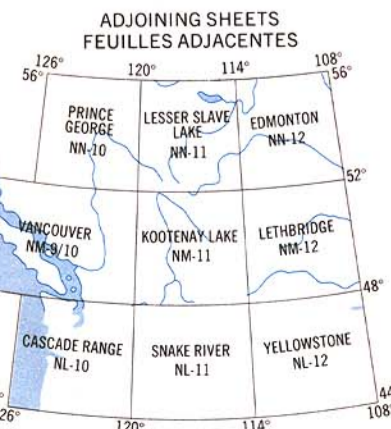 ADJOINING SHEETS
FEUILLES ADJACENTES
126° 120° 114° 108°
56° 56°
PRINCE
GEORGE
NN-10
LESSER SLAVE
LAKE
NN-11
EDMONTON
NN-12
52°
VANCOUVER
NM-9/10
KOOTENAY LAKE
NM-11
LETHBRIDGE
NM-12
48°
CASCADE RANGE
NL-10
SNAKE RIVER
NL-11
YELLOWSTONE
NL-12
44
26° 120° 114° 108°